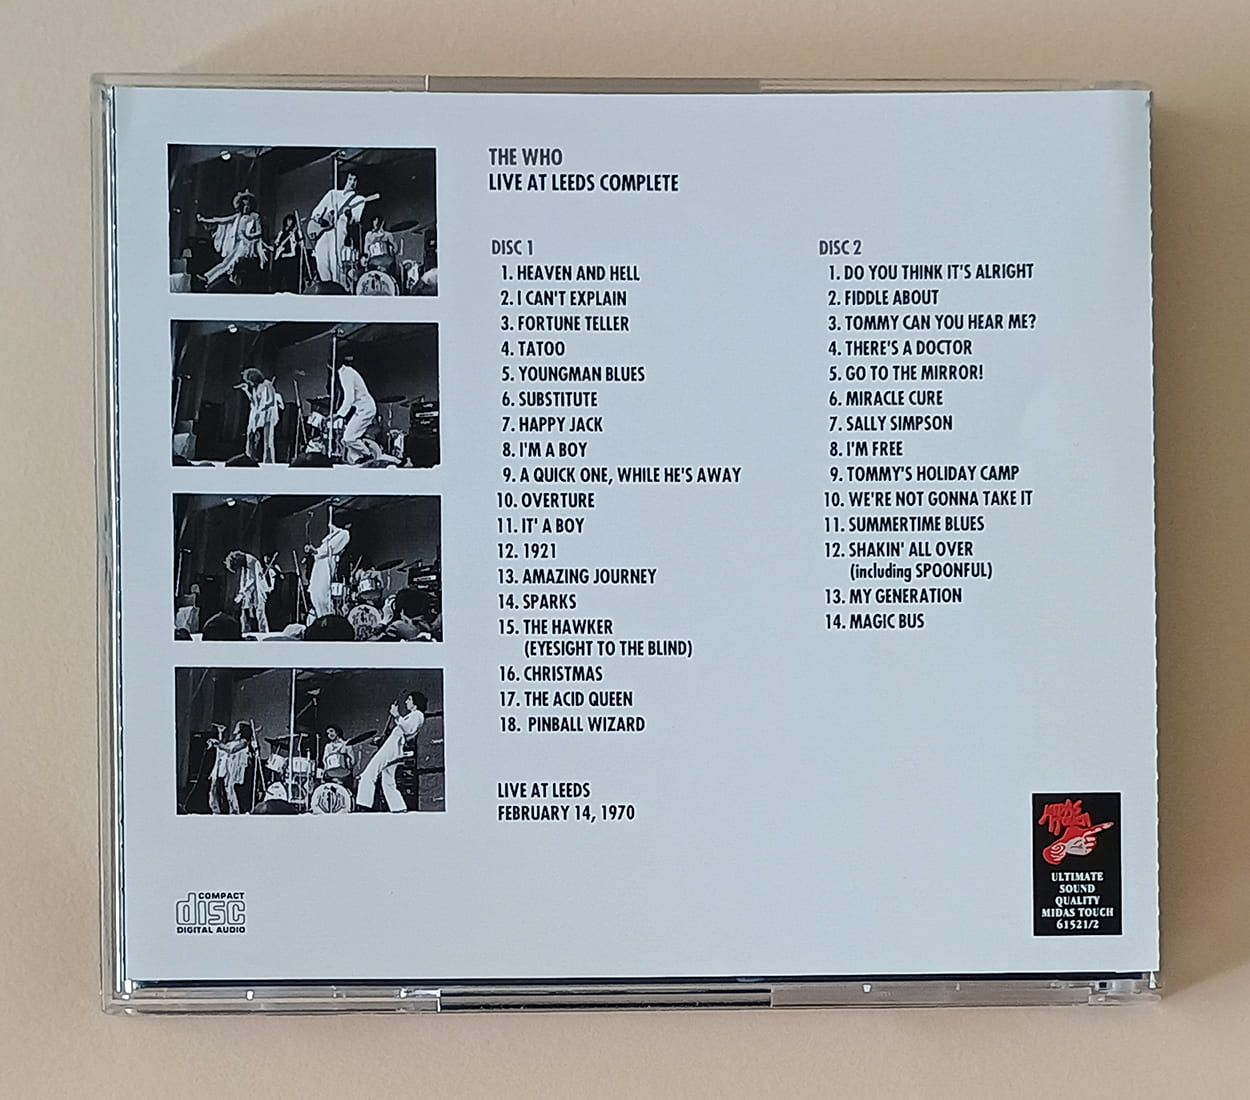 THE WHO
LIVE AT LEEDS COMPLETE
DISC 1
1. HEAVEN AND HELL
2. I CAN'T EXPLAIN
3. FORTUNE TELLER
4. TATOO
5. YOUNGMAN BLUES
6. SUBSTITUTE
7. HAPPY JACK
8. I'M A BOY
9. A QUICK ONE, WHILE HE'S AWAY
10. OVERTURE
11. IT' A BOY
12. 1921
13. AMAZING JOURNEY
14. SPARKS
15. THE HAWKER
(EYESIGHT TO THE BLIND)
16. CHRISTMAS
17. THE ACID QUEEN
18. PINBALL WIZARD
LIVE AT LEEDS
FEBRUARY 14, 1970
DISC 2
1. DO YOU THINK IT'S ALRIGHT
2. FIDDLE ABOUT
3. TOMMY CAN YOU HEAR ME?
4. THERE'S A DOCTOR
5. GO TO THE MIRROR!
6. MIRACLE CURE
7. SALLY SIMPSON
8. I'M FREE
9. TOMMY'S HOLIDAY CAMP
10. WE'RE NOT GONNA TAKE IT
11. SUMMERTIME BLUES
12. SHAKIN' ALL OVER
(including SPOONFUL)
13. MY GENERATION
14. MAGIC BUS
COMPACT
disc
DIGITAL AUDIO
MIDAS
TOUCH
ULTIMATE
SOUND
QUALITY
MIDAS TOUCH
61521/2